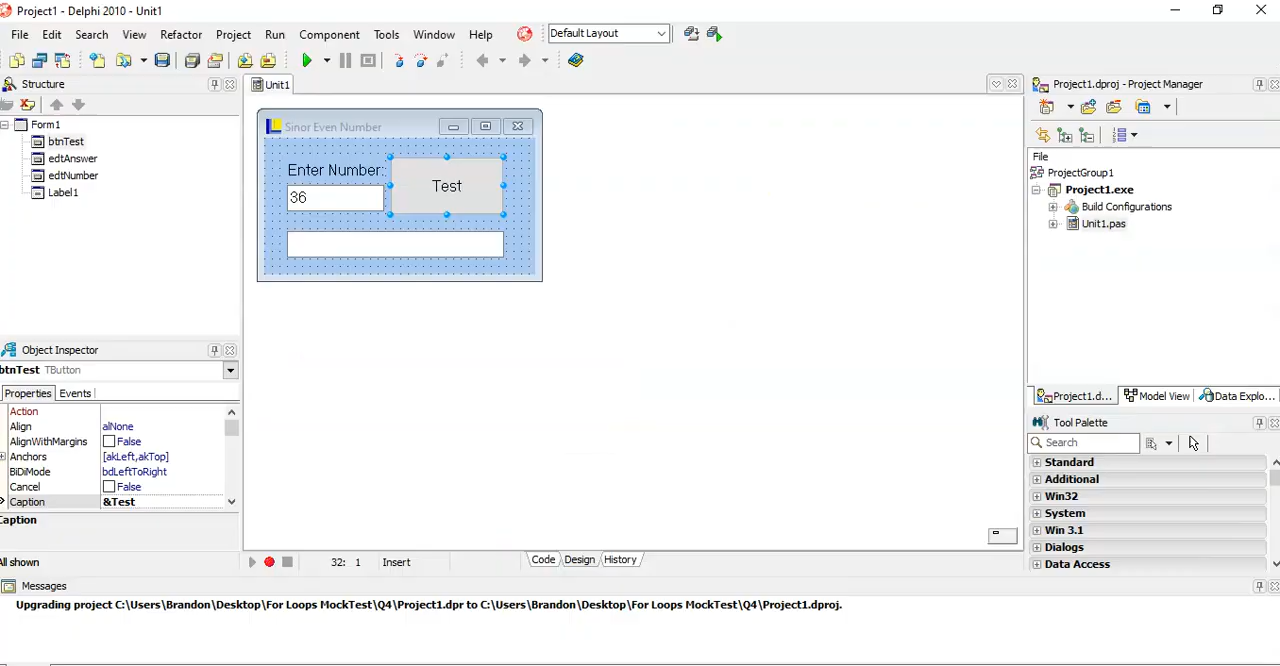 Project1 - Delphi 2010 - Unit1
File Edit Search View Refactor Project Run Component Tools Window Help Default Layout
Structure
Form1
btnTest
edtAnswer
edtNumber
Label1
Object Inspector
btnTest TButton
Properties Events
Action
Align alNone
AlignWithMargins False
Anchors [akLeft,akTop]
BiDiMode bdLeftToRight
Cancel False
Caption &Test
Caption
All shown
Unit1
Sinor Even Number
Enter Number:
Test
36
32: 1 Insert
Code Design History
Project1.dproj - Project Manager
File
ProjectGroup1
Project1.exe
Build Configurations
Unit1.pas
Project1.d... Model View Data Explo...
Tool Palette
Search
Standard
Additional
Win32
System
Win 3.1
Dialogs
Data Access
Messages
Upgrading project C:\Users\Brandon\Desktop\For Loops MockTest\Q4\Project1.dpr to C:\Users\Brandon\Desktop\For Loops MockTest\Q4\Project1.dproj.